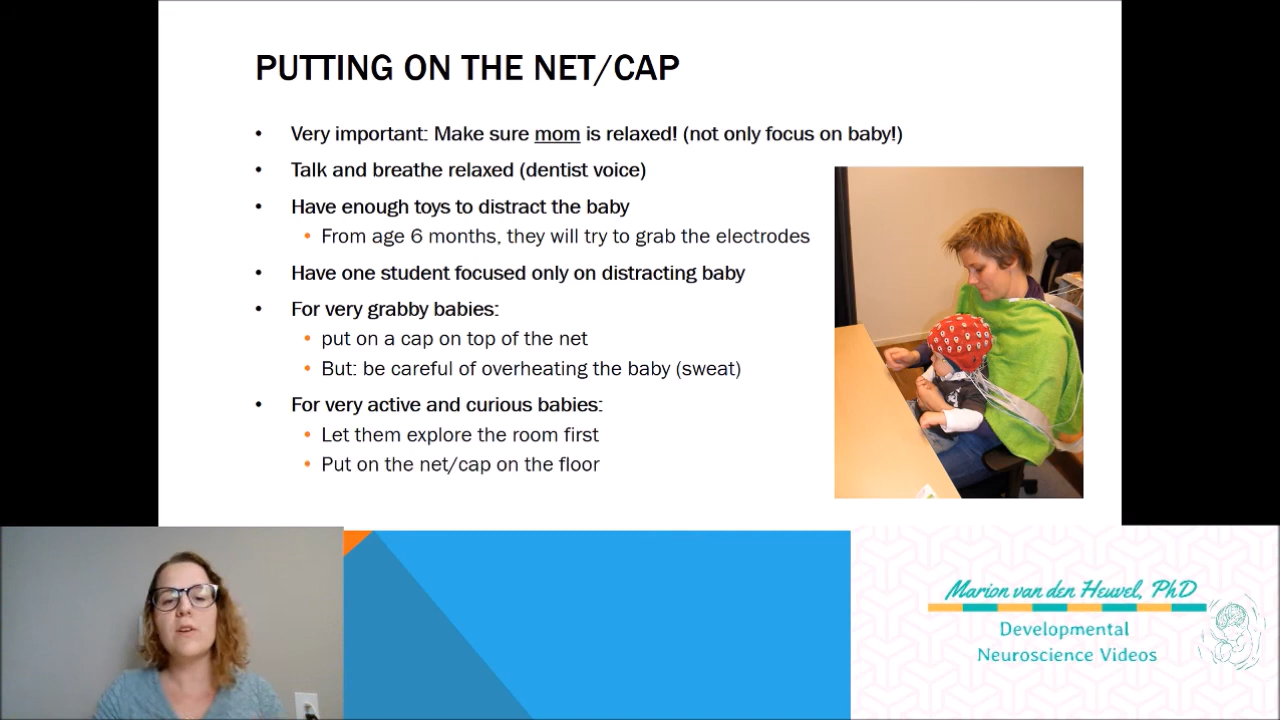 PUTTING ON THE NET/CAP
• Very important: Make sure mom is relaxed! (not only focus on baby!)
• Talk and breathe relaxed (dentist voice)
• Have enough toys to distract the baby
• From age 6 months, they will try to grab the electrodes
• Have one student focused only on distracting baby
• For very grabby babies:
• put on a cap on top of the net
• But: be careful of overheating the baby (sweat)
• For very active and curious babies:
• Let them explore the room first
• Put on the net/cap on the floor
Marion van den Heuvel, PhD
Developmental
Neuroscience Videos